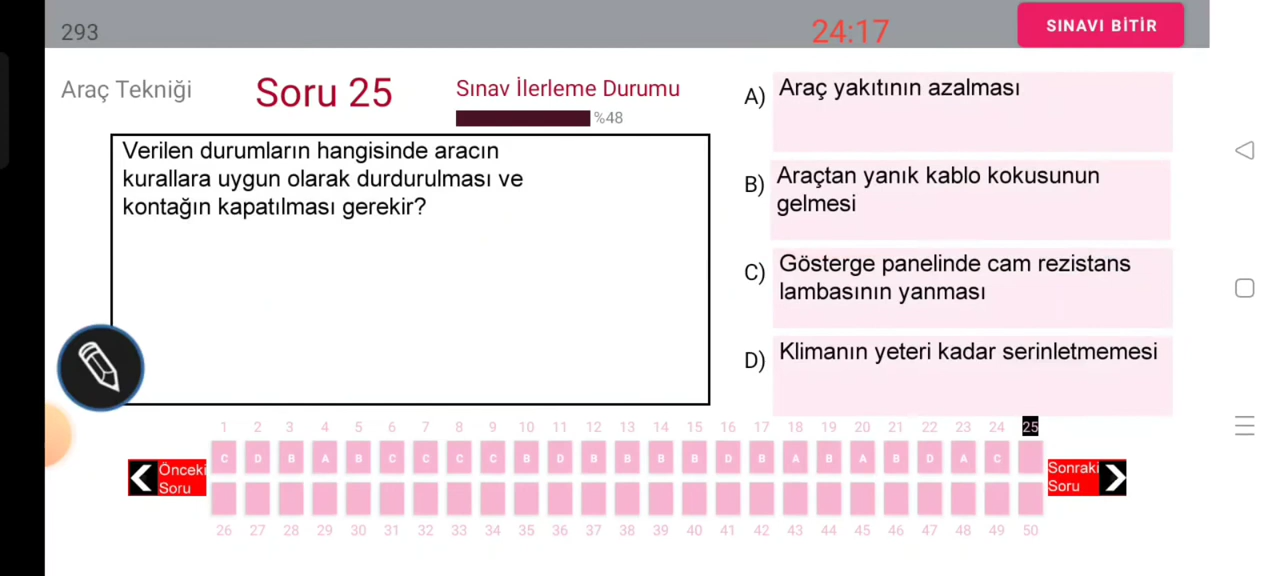 293
24:17
SINAVI BİTİR
Araç Tekniği
Soru 25
Sınav İlerleme Durumu
%48
Verilen durumların hangisinde aracın
kurallara uygun olarak durdurulması ve
kontağın kapatılması gerekir?
A) Araç yakıtının azalması
B) Araçtan yanık kablo kokusunun
gelmesi
C) Gösterge panelinde cam rezistans
lambasının yanması
D) Klimanın yeteri kadar serinletmemesi
1 2 3 4 5 6 7 8 9 10 11 12 13 14 15 16 17 18 19 20 21 22 23 24 25
C D B A B C C C C B D B B B B D B A B A B D A C
Önceki
Soru
Sonraki
Soru
26 27 28 29 30 31 32 33 34 35 36 37 38 39 40 41 42 43 44 45 46 47 48 49 50